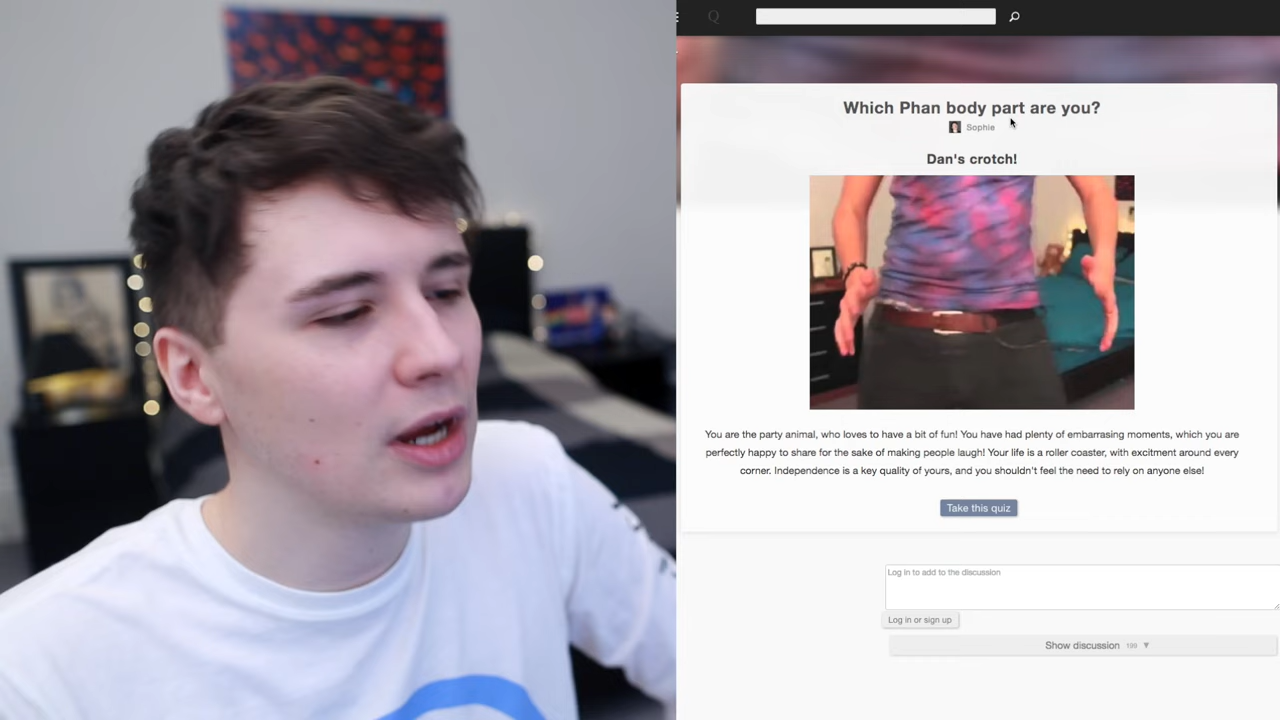 Q
Which Phan body part are you?
Sophie
Dan's crotch!
You are the party animal, who loves to have a bit of fun! You have had plenty of embarrasing moments, which you are
perfectly happy to share for the sake of making people laugh! Your life is a roller coaster, with excitment around every
corner. Independence is a key quality of yours, and you shouldn't feel the need to rely on anyone else!
Take this quiz
Log in to add to the discussion
Log in or sign up
Show discussion 199 ▼